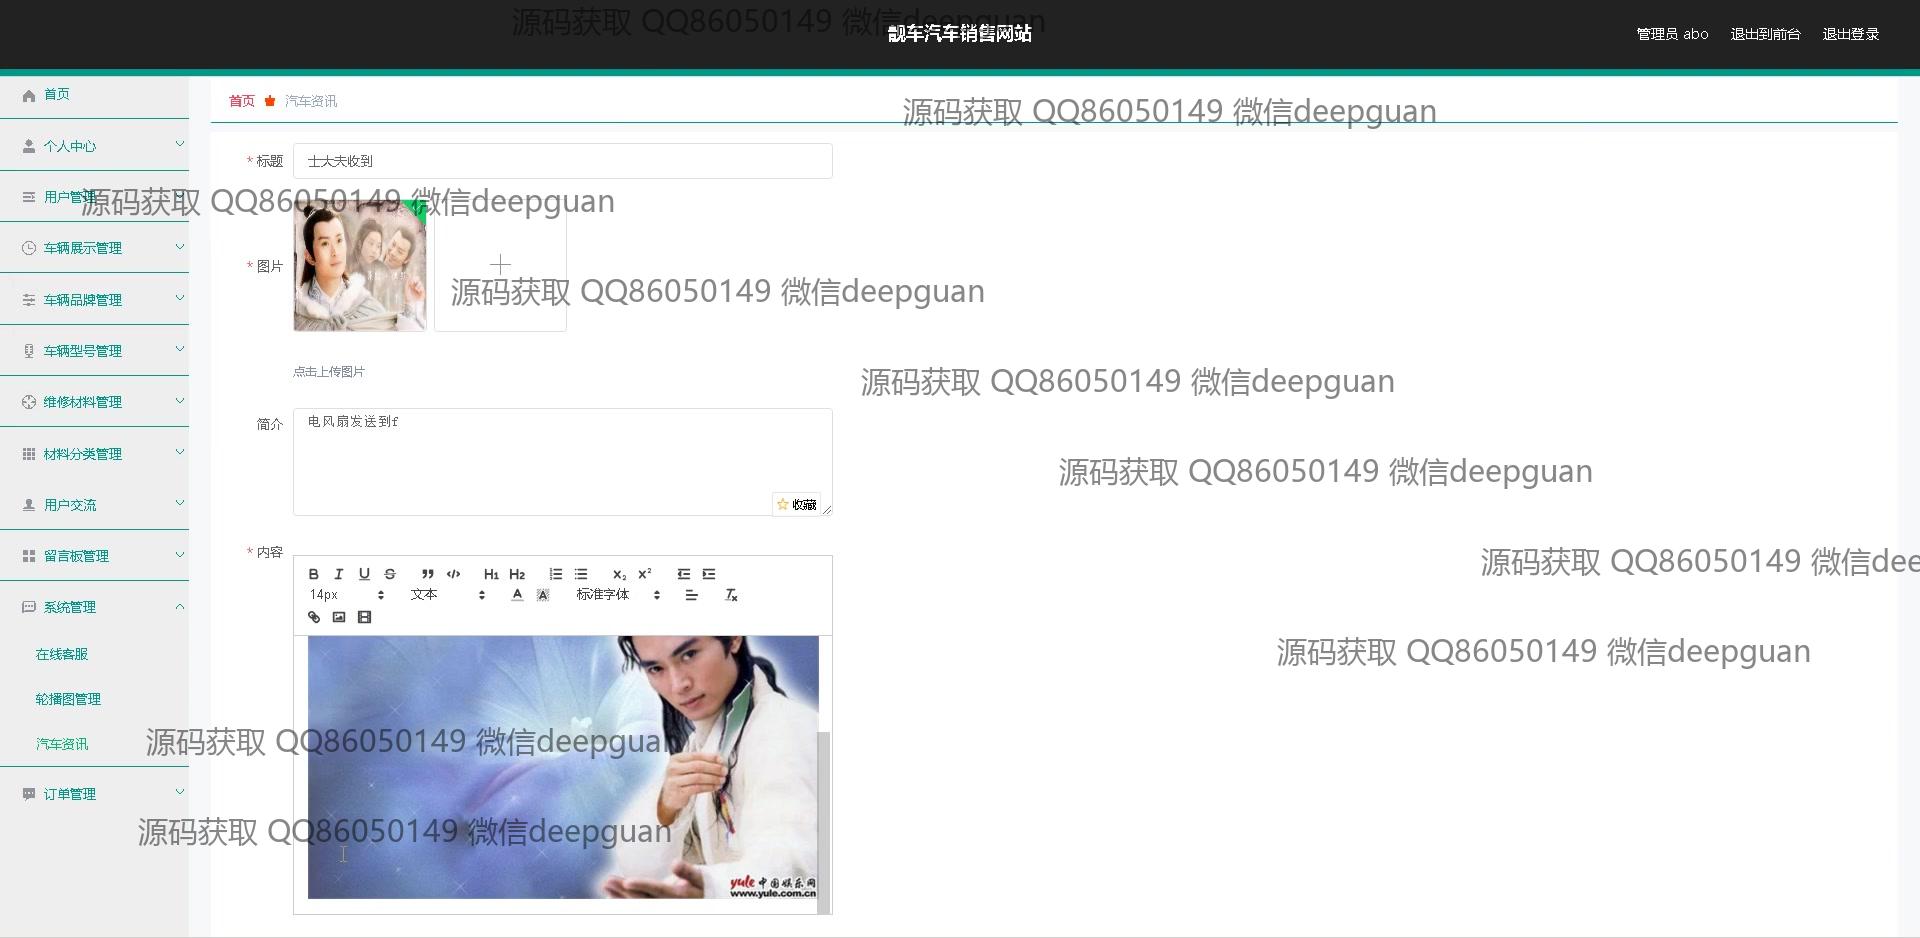 源码获取 QQ86050149 微信deepguan
靓车汽车销售网站
管理员 abo 退出到前台 退出登录
首页
首页 汽车资讯
源码获取 QQ86050149 微信deepguan
个人中心
* 标题 士大夫收到
用户管理
源码获取 QQ86050149 微信deepguan
车辆展示管理
* 图片
源码获取 QQ86050149 微信deepguan
车辆品牌管理
车辆型号管理
点击上传图片
源码获取 QQ86050149 微信deepguan
维修材料管理
简介 电风扇发送到f
材料分类管理
源码获取 QQ86050149 微信deepguan
用户交流
收藏
* 内容
留言板管理
源码获取 QQ86050149 微信dee
B I U S H1 H2 X2 X2
14px 文本 A A 标准字体 Tx
系统管理
在线客服
源码获取 QQ86050149 微信deepguan
轮播图管理
汽车资讯
源码获取 QQ86050149 微信deepguan
订单管理
源码获取 QQ86050149 微信deepguan
yule 中国娱乐网
www.yule.com.cn